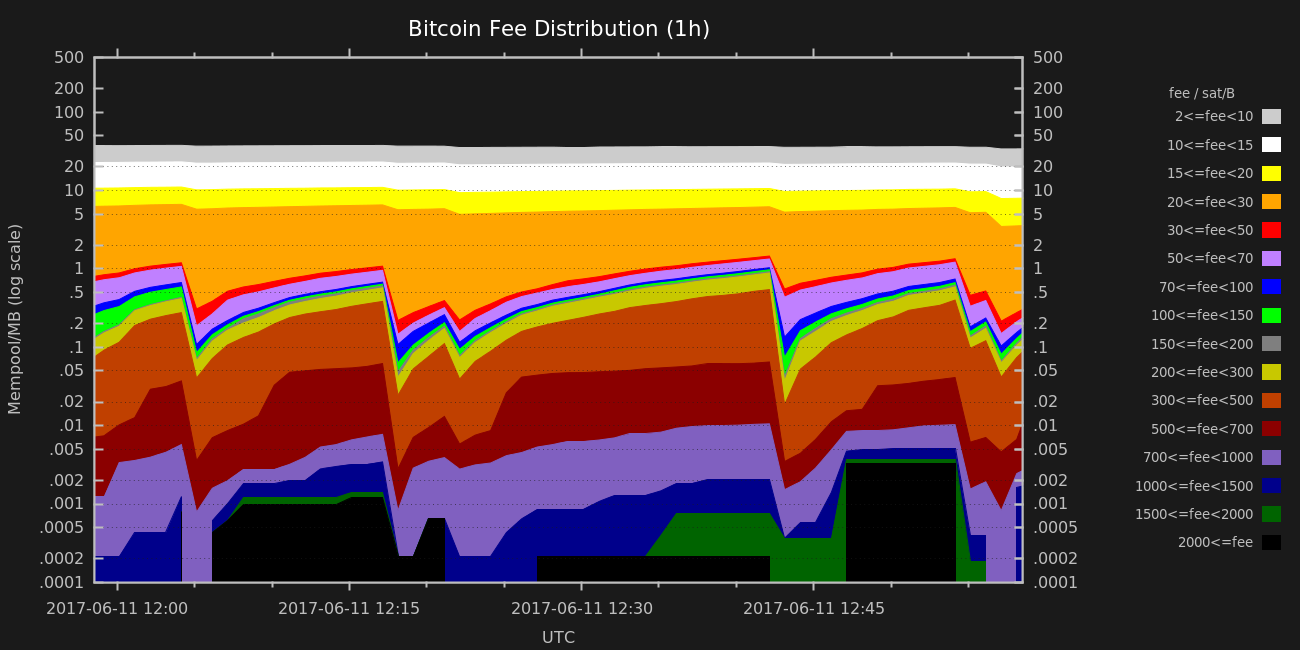 Bitcoin Fee Distribution (1h)
500
200
100
50
20
10
5
2
1
.5
.2
.1
.05
.02
.01
.005
.002
.001
.0005
.0002
.0001
Mempool/MB (log scale)
500
200
100
50
20
10
5
2
1
.5
.2
.1
.05
.02
.01
.005
.002
.001
.0005
.0002
.0001
2017-06-11 12:00
2017-06-11 12:15
2017-06-11 12:30
2017-06-11 12:45
UTC
fee / sat/B
2<=fee<10
10<=fee<15
15<=fee<20
20<=fee<30
30<=fee<50
50<=fee<70
70<=fee<100
100<=fee<150
150<=fee<200
200<=fee<300
300<=fee<500
500<=fee<700
700<=fee<1000
1000<=fee<1500
1500<=fee<2000
2000<=fee